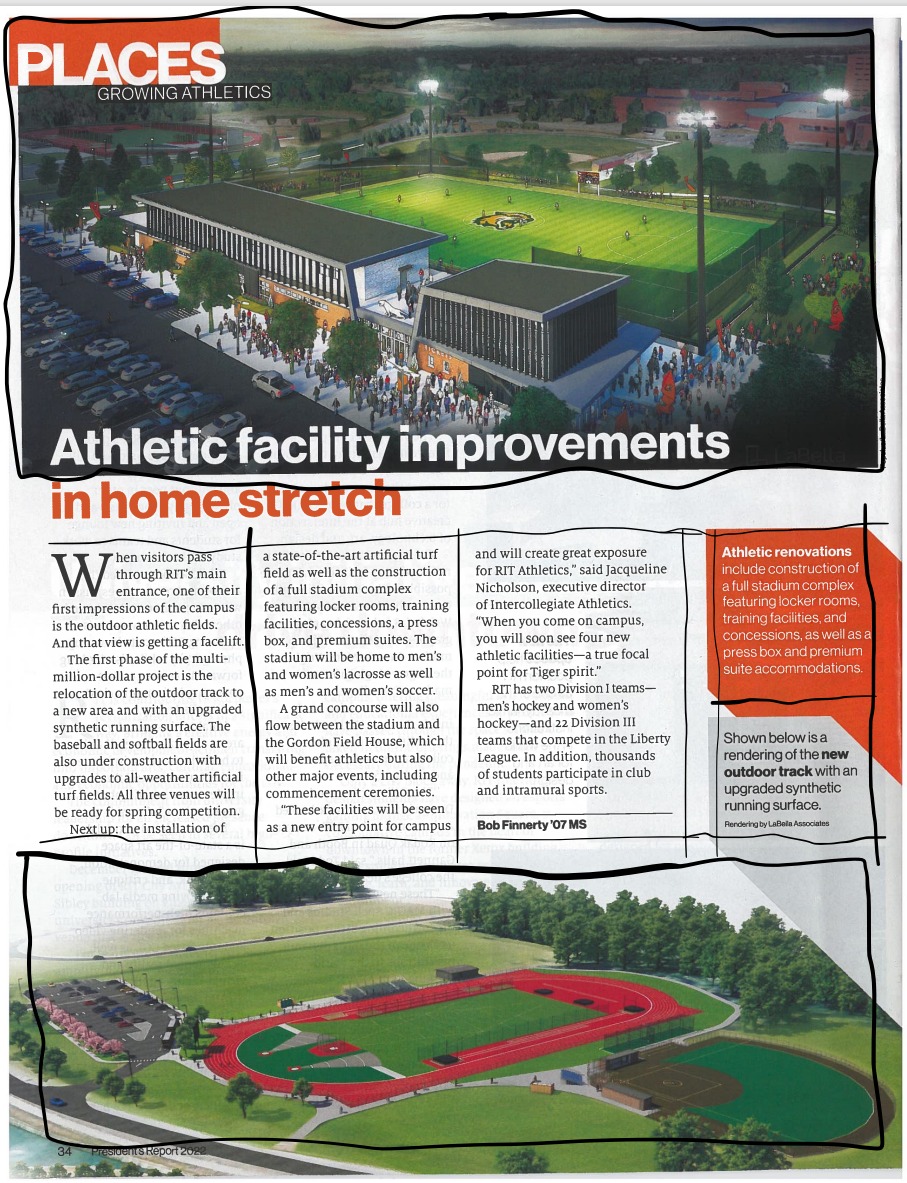 PLACES
GROWING ATHLETICS
Athletic facility improvements
in home stretch
When visitors pass
through RIT's main
entrance, one of their
first impressions of the campus
is the outdoor athletic fields.
And that view is getting a facelift.
The first phase of the multi-
million-dollar project is the
relocation of the outdoor track to
a new area and with an upgraded
synthetic running surface. The
baseball and softball fields are
also under construction with
upgrades to all-weather artificial
turf fields. All three venues will
be ready for spring competition.
Next up: the installation of
a state-of-the-art artificial turf
field as well as the construction
of a full stadium complex
featuring locker rooms, training
facilities, concessions, a press
box, and premium suites. The
stadium will be home to men's
and women's lacrosse as well
as men's and women's soccer.
A grand concourse will also
flow between the stadium and
the Gordon Field House, which
will benefit athletics but also
other major events, including
commencement ceremonies.
"These facilities will be seen
as a new entry point for campus
and will create great exposure
for RIT Athletics," said Jacqueline
Nicholson, executive director
of Intercollegiate Athletics.
"When you come on campus,
you will soon see four new
athletic facilities—a true focal
point for Tiger spirit."
RIT has two Division I teams—
men's hockey and women's
hockey—and 22 Division III
teams that compete in the Liberty
League. In addition, thousands
of students participate in club
and intramural sports.
Bob Finnerty '07 MS
Athletic renovations
include construction of
a full stadium complex
featuring locker rooms,
training facilities, and
concessions, as well as a
press box and premium
suite accommodations.
Shown below is a
rendering of the new
outdoor track with an
upgraded synthetic
running surface.
Rendering by LaBella Associates
34 President's Report 2022